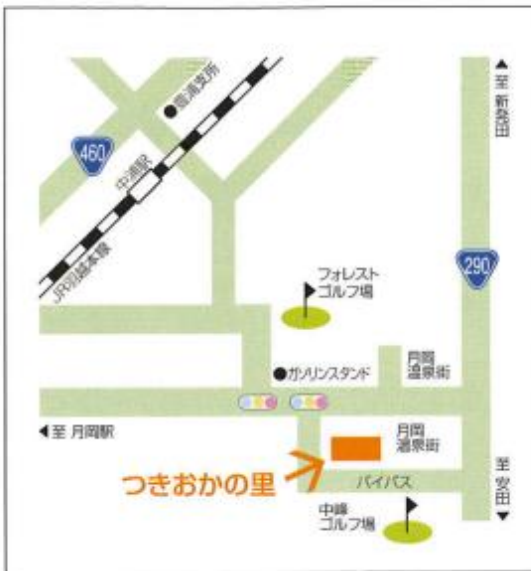 豊浦支所
460
中浦駅
JR羽越本線
▲至 新発田
290
フォレスト
ゴルフ場
●ガソリンスタンド
月岡
温泉街
◀至 月岡駅
月岡
温泉街
つきおかの里
バイパス
至 安田▼
中峰
ゴルフ場